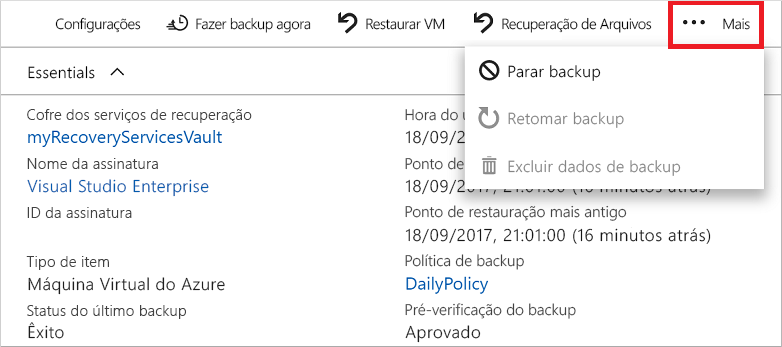 Configurações Fazer backup agora Restaurar VM Recuperação de Arquivos ••• Mais
Parar backup
Retomar backup
Excluir dados de backup
Essentials
Cofre dos serviços de recuperação
myRecoveryServicesVault
Nome da assinatura
Visual Studio Enterprise
ID da assinatura
Tipo de item
Máquina Virtual do Azure
Status do último backup
Êxito
Hora do
18/09/2017
Ponto de
18/09/2017, 21:01:00 (16 minutos atrás)
Ponto de restauração mais antigo
18/09/2017, 21:01:00 (16 minutos atrás)
Política de backup
DailyPolicy
Pré-verificação do backup
Aprovado